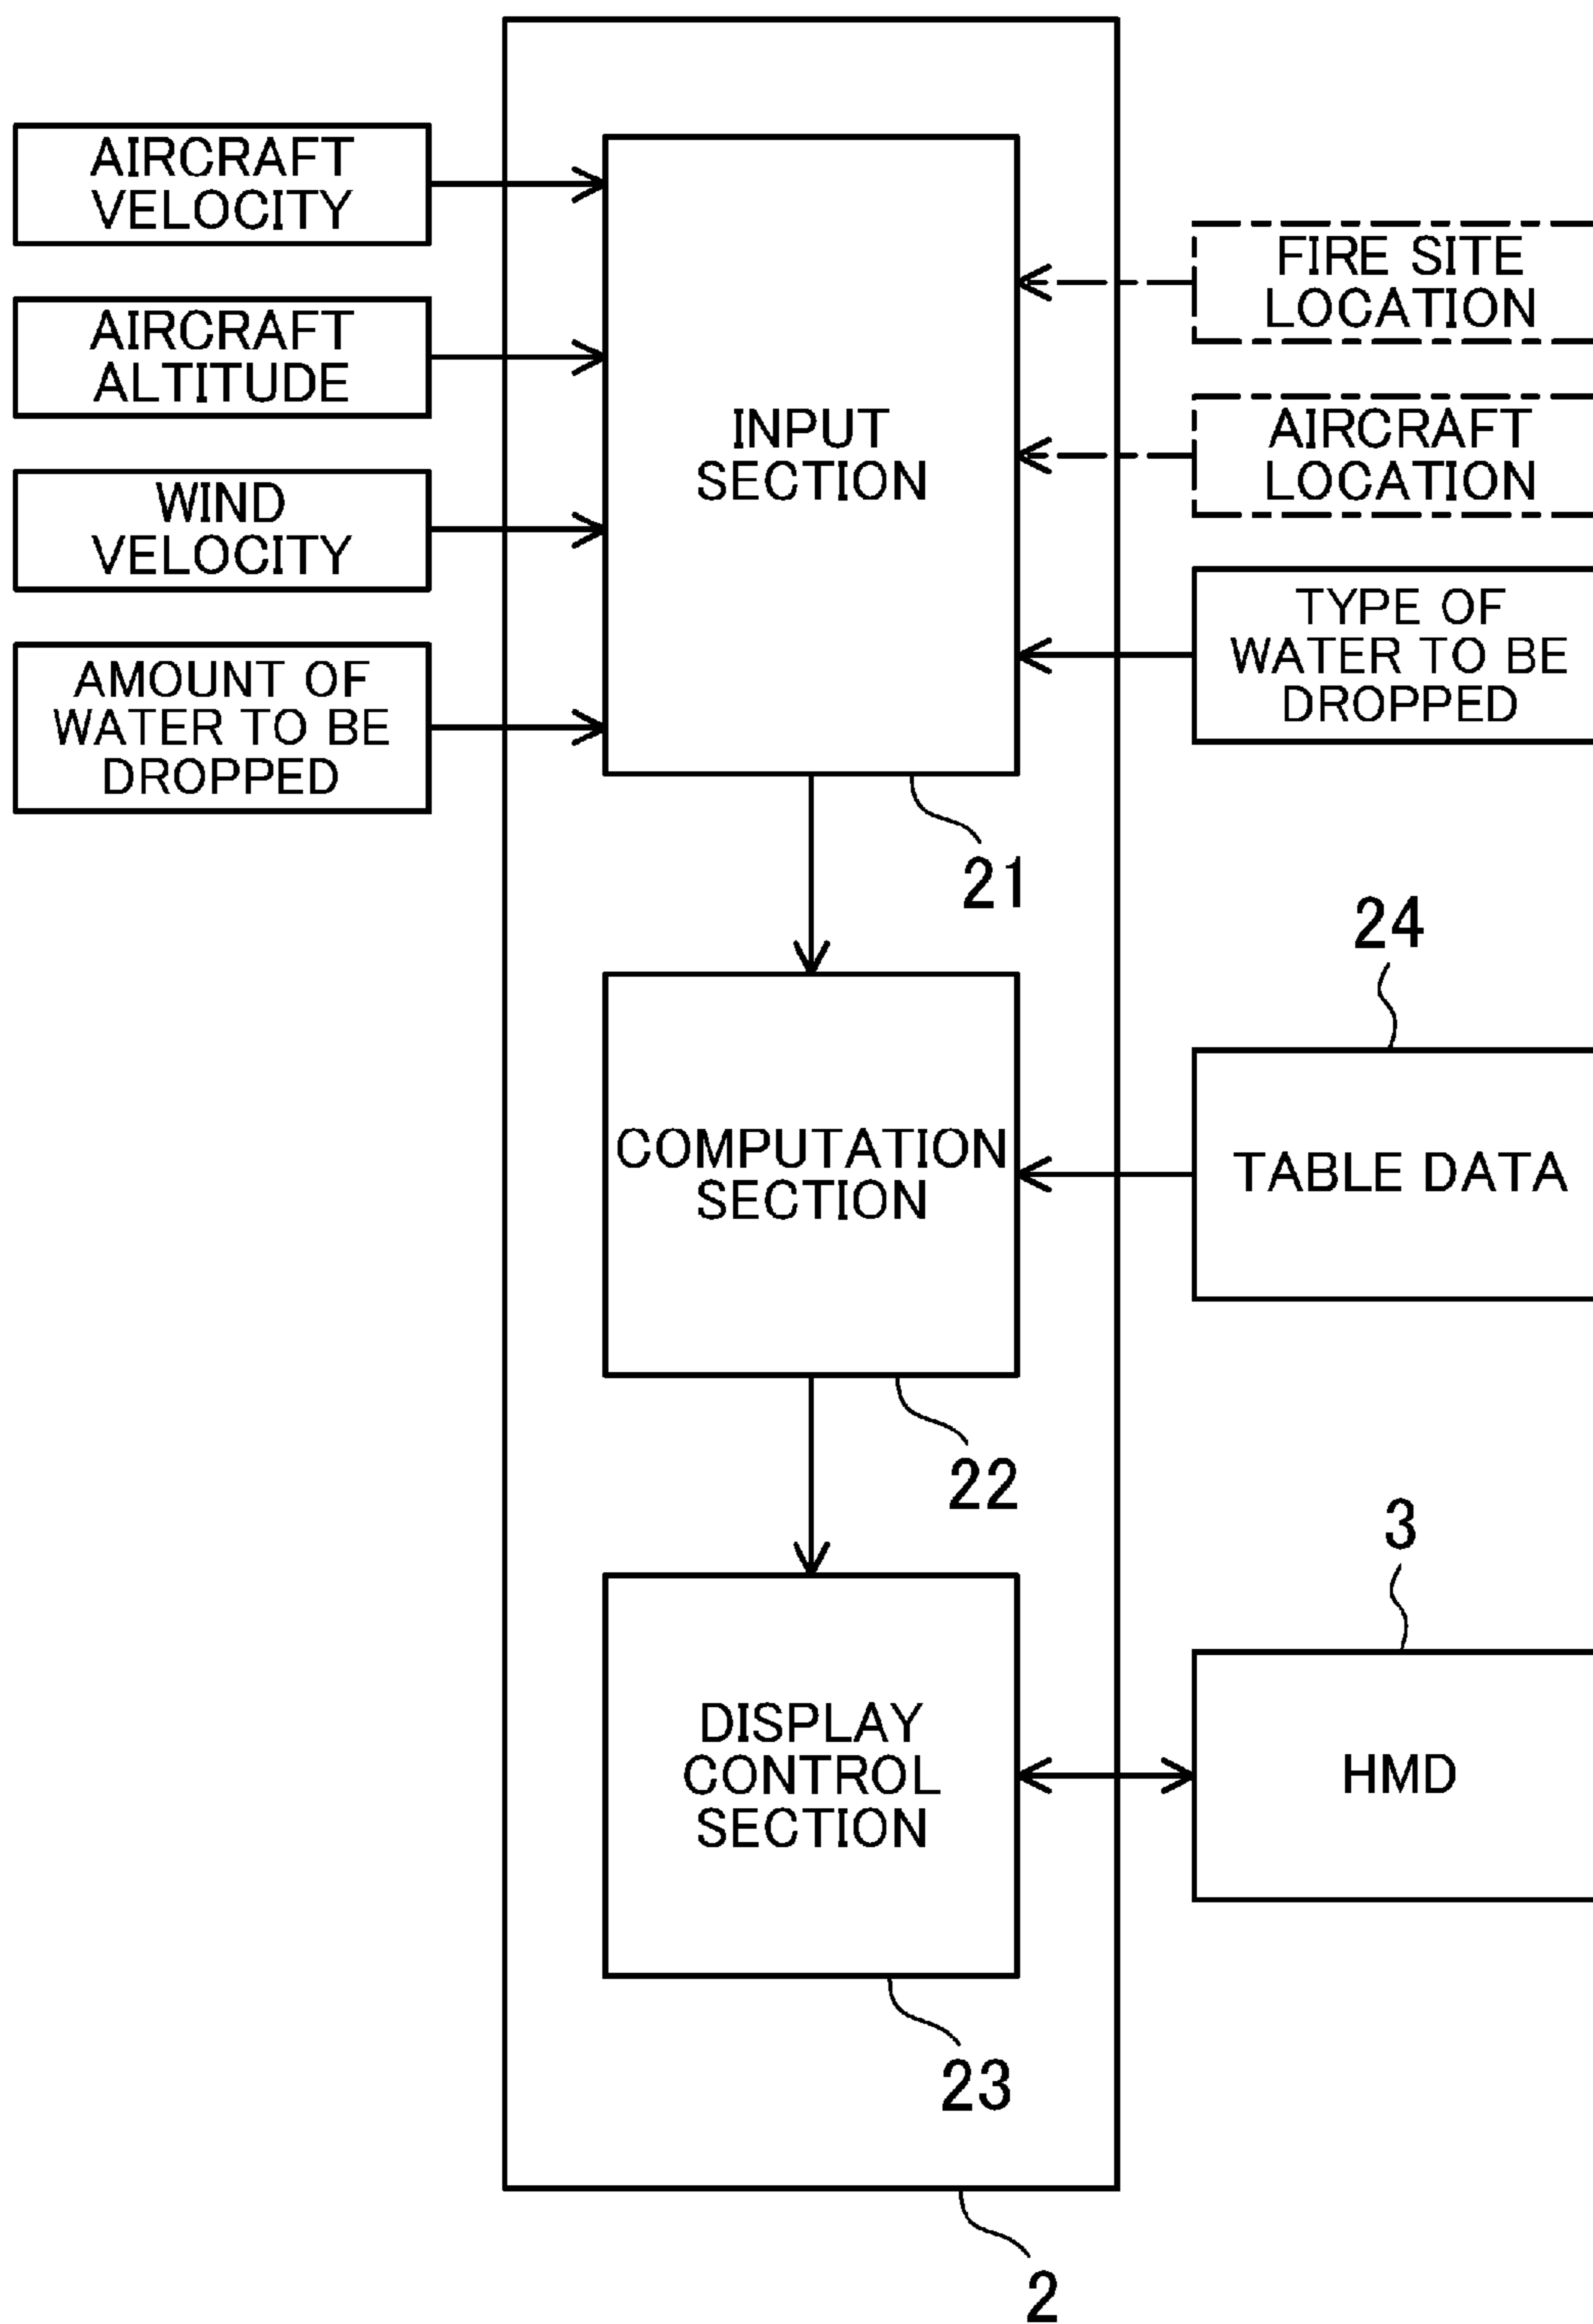 AIRCRAFT
VELOCITY
AIRCRAFT
ALTITUDE
WIND
VELOCITY
AMOUNT OF
WATER TO BE
DROPPED
INPUT
SECTION
21
FIRE SITE
LOCATION
AIRCRAFT
LOCATION
TYPE OF
WATER TO BE
DROPPED
COMPUTATION
SECTION
22
24
TABLE DATA
DISPLAY
CONTROL
SECTION
23
3
HMD
2